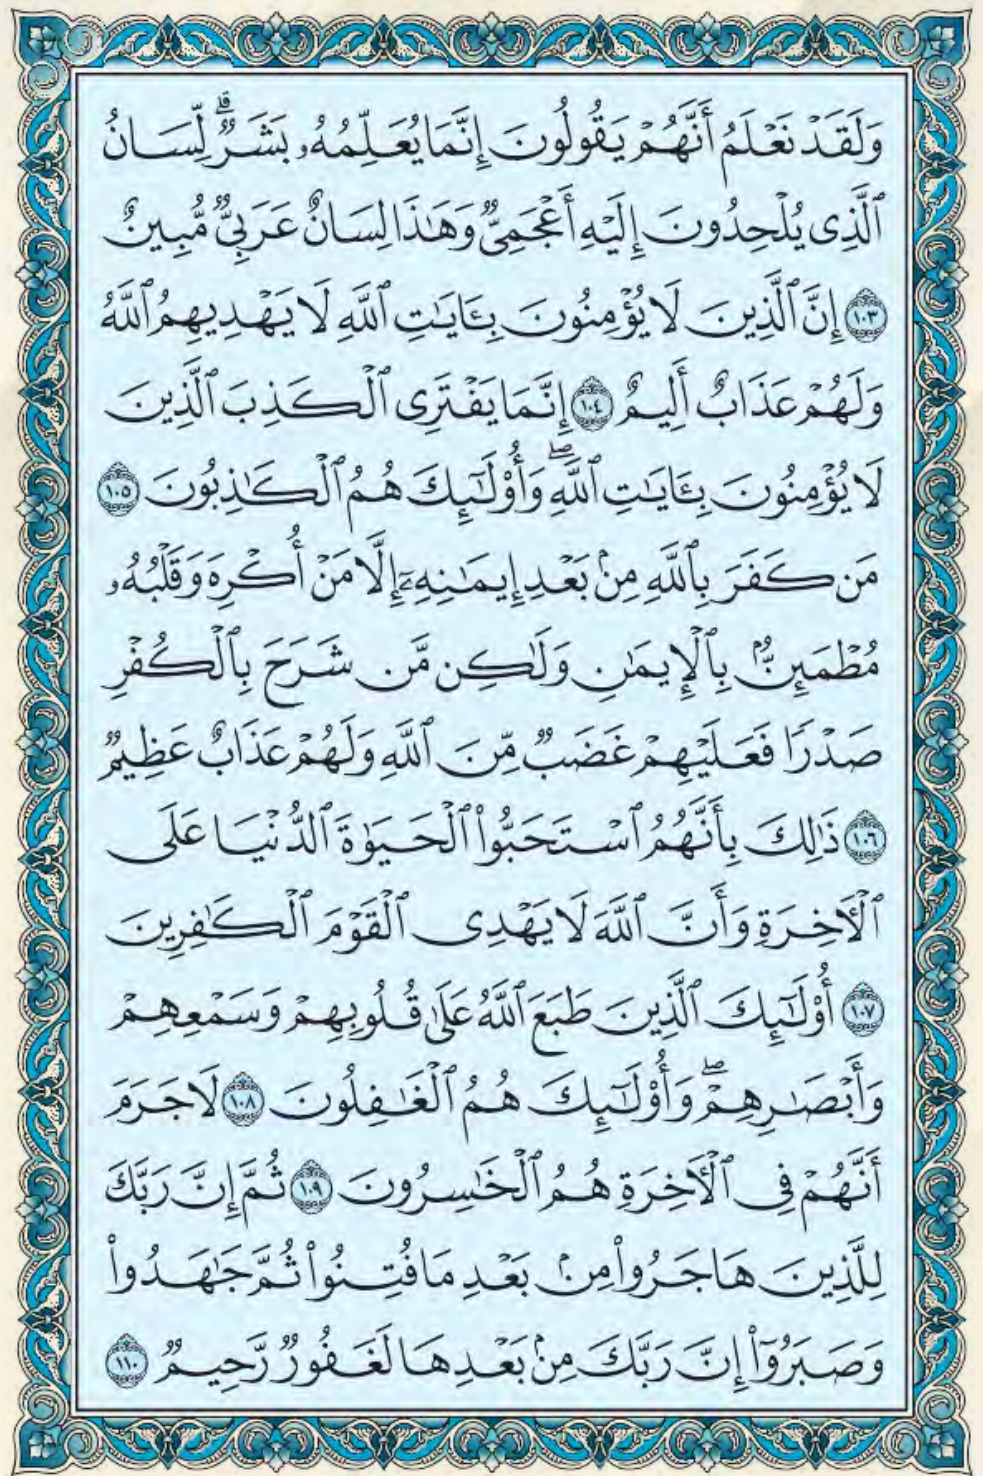 وَلَقَدْ نَعْلَمُ أَنَّهُمْ يَقُولُونَ إِنَّمَا يُعَلِّمُهُۥ بَشَرٌۗ لِّسَانُ
ٱلَّذِى يُلْحِدُونَ إِلَيْهِ أَعْجَمِىٌّ وَهَٰذَا لِسَانٌ عَرَبِىٌّ مُّبِينٌ
١٠٣ إِنَّ ٱلَّذِينَ لَا يُؤْمِنُونَ بِـَٔايَٰتِ ٱللَّهِ لَا يَهْدِيهِمُ ٱللَّهُ
وَلَهُمْ عَذَابٌ أَلِيمٌ ١٠٤ إِنَّمَا يَفْتَرِى ٱلْكَذِبَ ٱلَّذِينَ
لَا يُؤْمِنُونَ بِـَٔايَٰتِ ٱللَّهِۖ وَأُو۟لَٰٓئِكَ هُمُ ٱلْكَٰذِبُونَ ١٠٥
مَن كَفَرَ بِٱللَّهِ مِنۢ بَعْدِ إِيمَٰنِهِۦٓ إِلَّا مَنْ أُكْرِهَ وَقَلْبُهُۥ
مُطْمَئِنٌّۢ بِٱلْإِيمَٰنِ وَلَٰكِن مَّن شَرَحَ بِٱلْكُفْرِ
صَدْرًا فَعَلَيْهِمْ غَضَبٌ مِّنَ ٱللَّهِ وَلَهُمْ عَذَابٌ عَظِيمٌ
١٠٦ ذَٰلِكَ بِأَنَّهُمُ ٱسْتَحَبُّوا۟ ٱلْحَيَوٰةَ ٱلدُّنْيَا عَلَى
ٱلْأَخِرَةِ وَأَنَّ ٱللَّهَ لَا يَهْدِى ٱلْقَوْمَ ٱلْكَٰفِرِينَ
١٠٧ أُو۟لَٰٓئِكَ ٱلَّذِينَ طَبَعَ ٱللَّهُ عَلَىٰ قُلُوبِهِمْ وَسَمْعِهِمْ
وَأَبْصَٰرِهِمْۖ وَأُو۟لَٰٓئِكَ هُمُ ٱلْغَٰفِلُونَ ١٠٨ لَا جَرَمَ
أَنَّهُمْ فِى ٱلْأَخِرَةِ هُمُ ٱلْخَٰسِرُونَ ١٠٩ ثُمَّ إِنَّ رَبَّكَ
لِلَّذِينَ هَاجَرُوا۟ مِنۢ بَعْدِ مَا فُتِنُوا۟ ثُمَّ جَٰهَدُوا۟
وَصَبَرُوٓا۟ إِنَّ رَبَّكَ مِنۢ بَعْدِهَا لَغَفُورٌ رَّحِيمٌ ١١٠